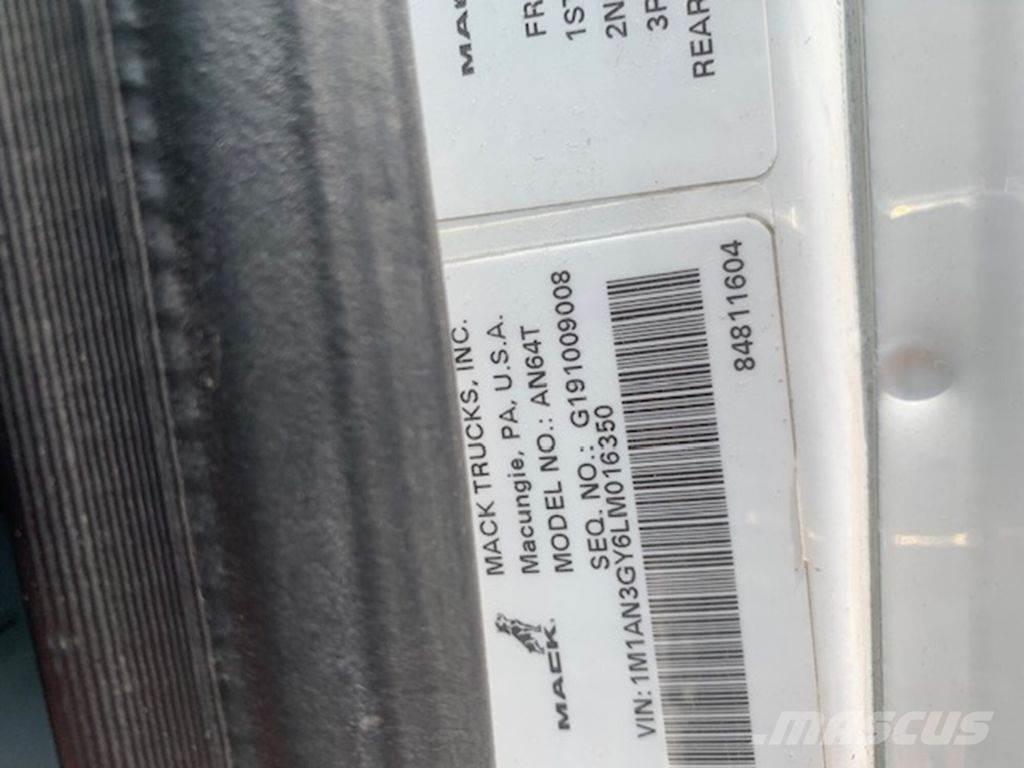 MACK TRUCKS, INC.
Macungie, PA, U.S.A.
MODEL NO.: AN64T
SEQ. NO.: G191009008
VIN: 1M1AN3GY6LM016350
84811604
MACK.
FR
1ST
2N
REAR
MASCUS